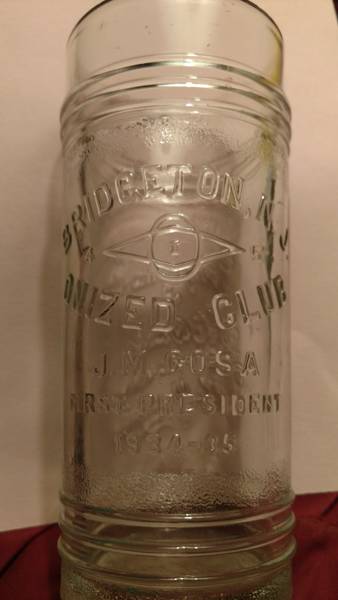 BRIDGETON, N.J.
I
ONIZED CLUB
J.M. GOSA
FIRST PRESIDENT
1934-35